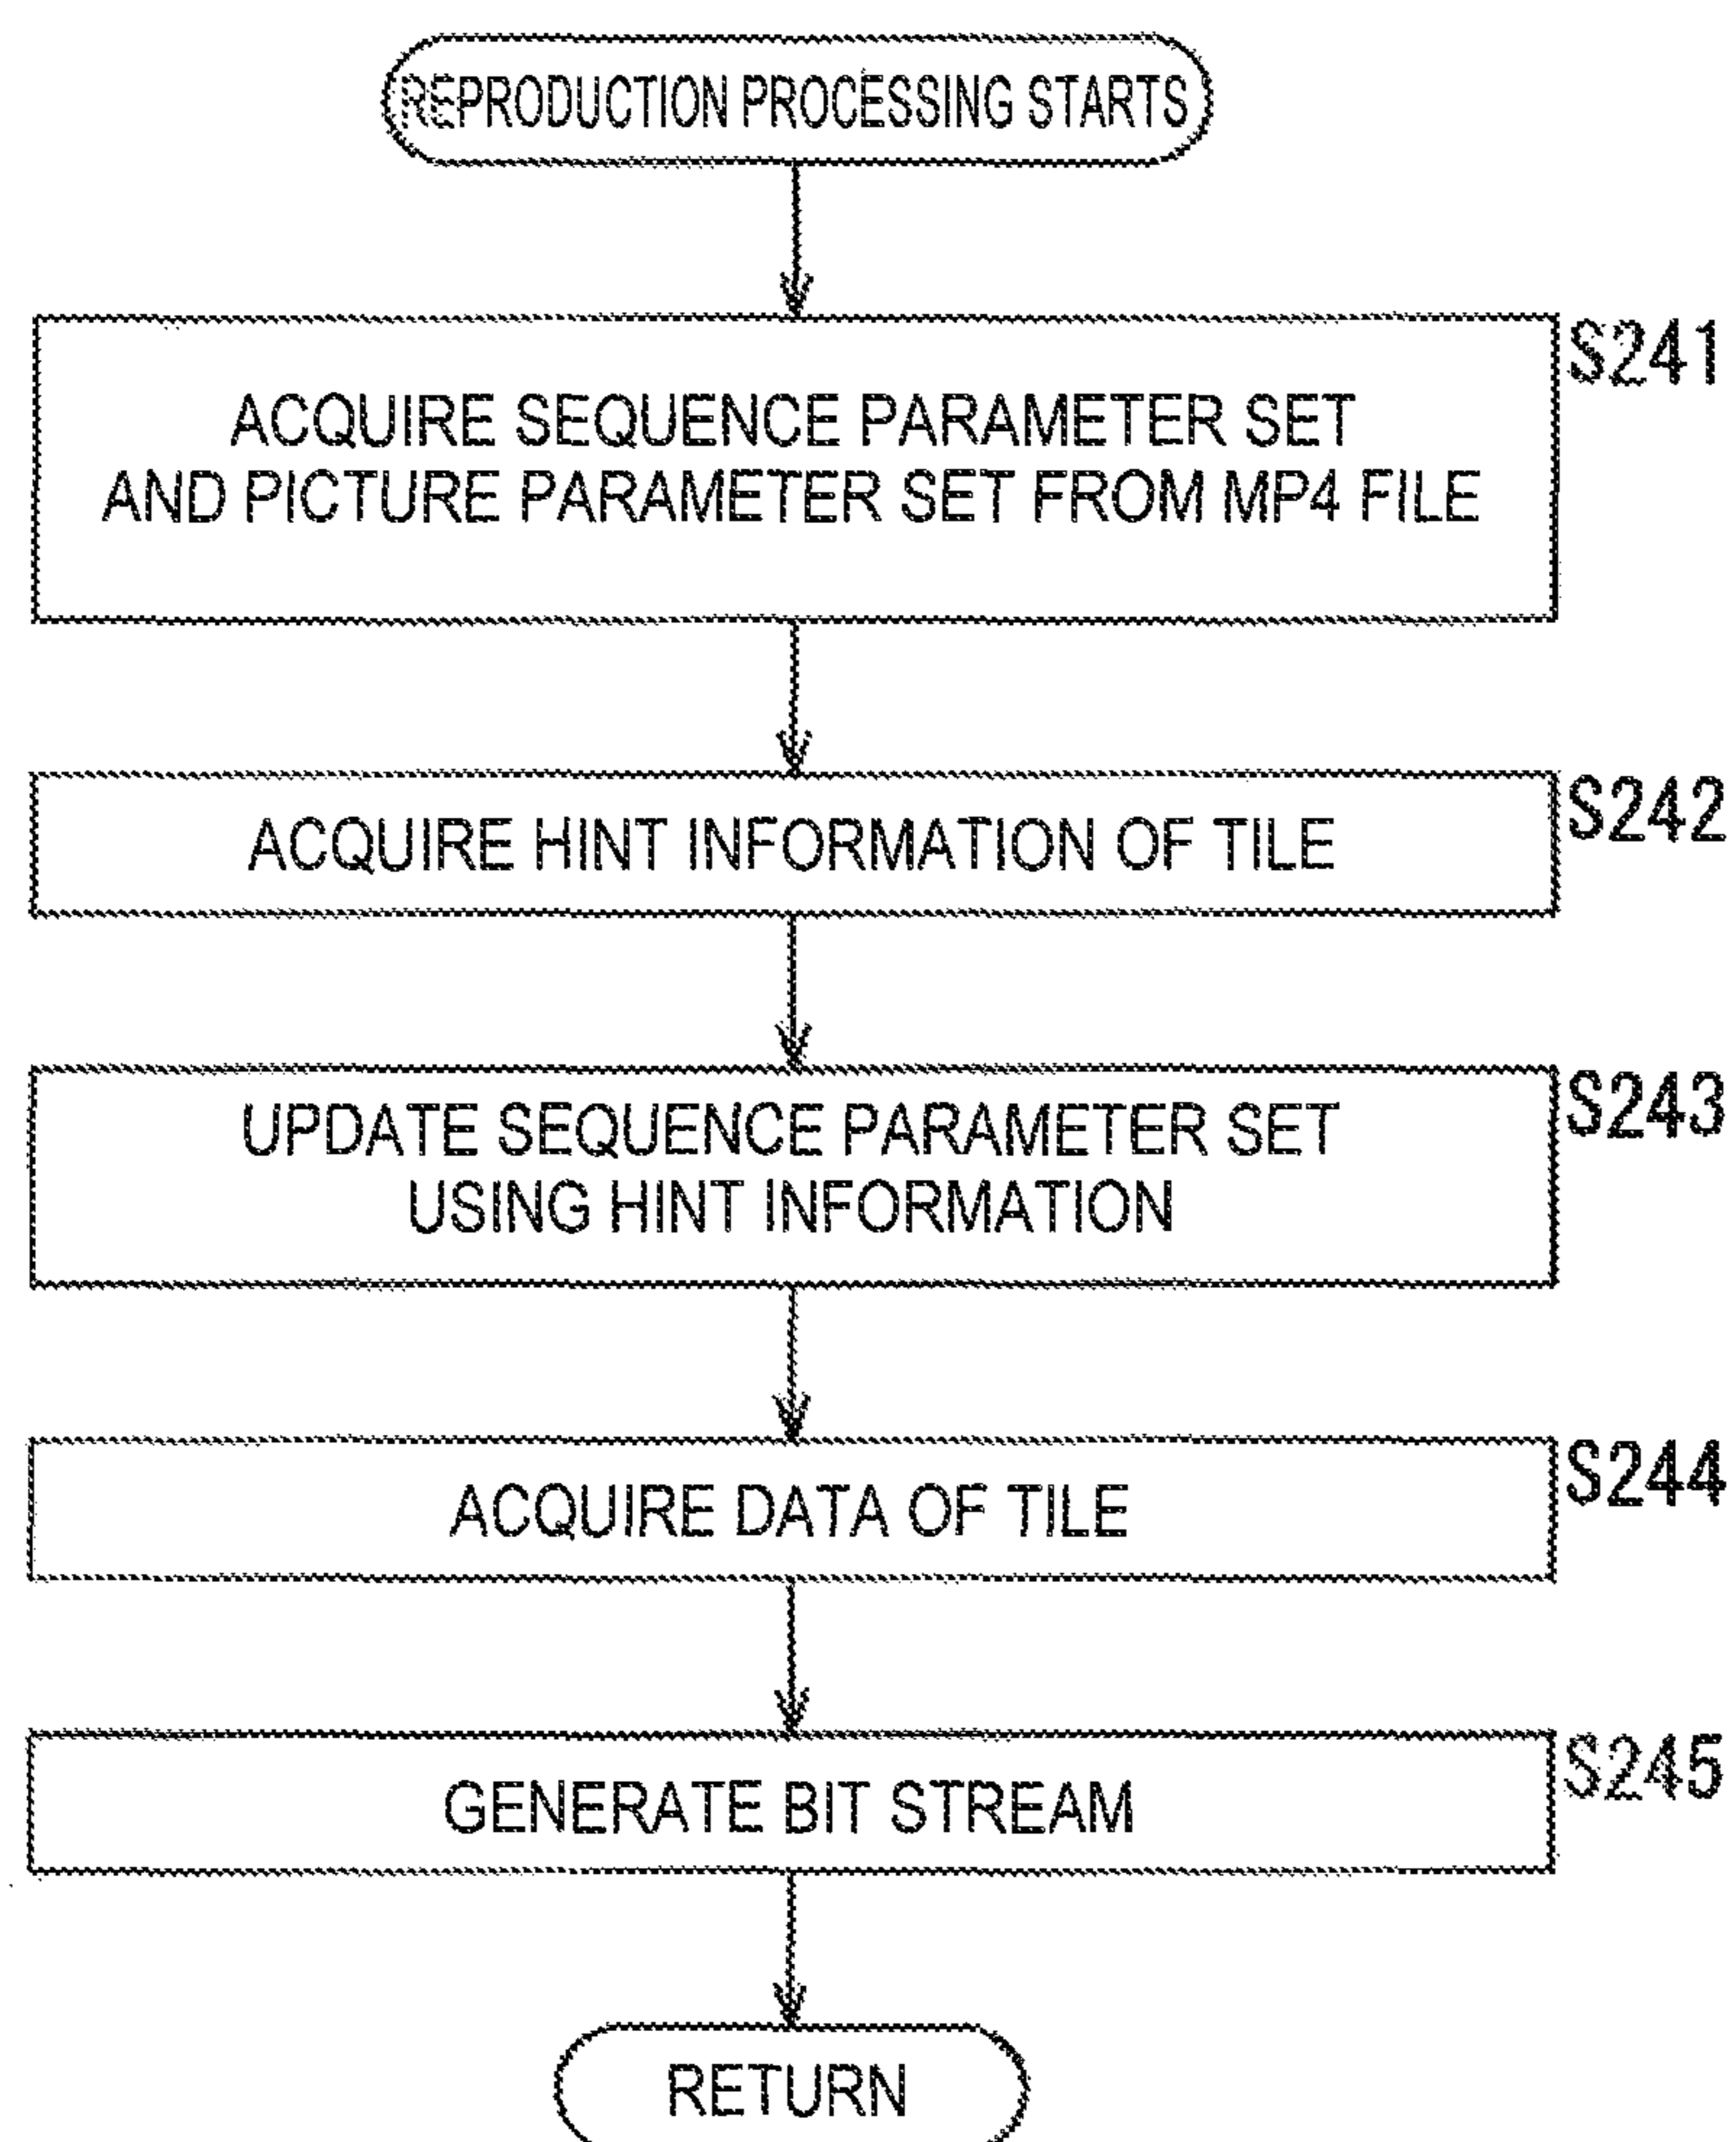 REPRODUCTION PROCESSING STARTS
S241
ACQUIRE SEQUENCE PARAMETER SET
AND PICTURE PARAMETER SET FROM MP4 FILE
S242
ACQUIRE HINT INFORMATION OF TILE
S243
UPDATE SEQUENCE PARAMETER SET
USING HINT INFORMATION
S244
ACQUIRE DATA OF TILE
S245
GENERATE BIT STREAM
RETURN